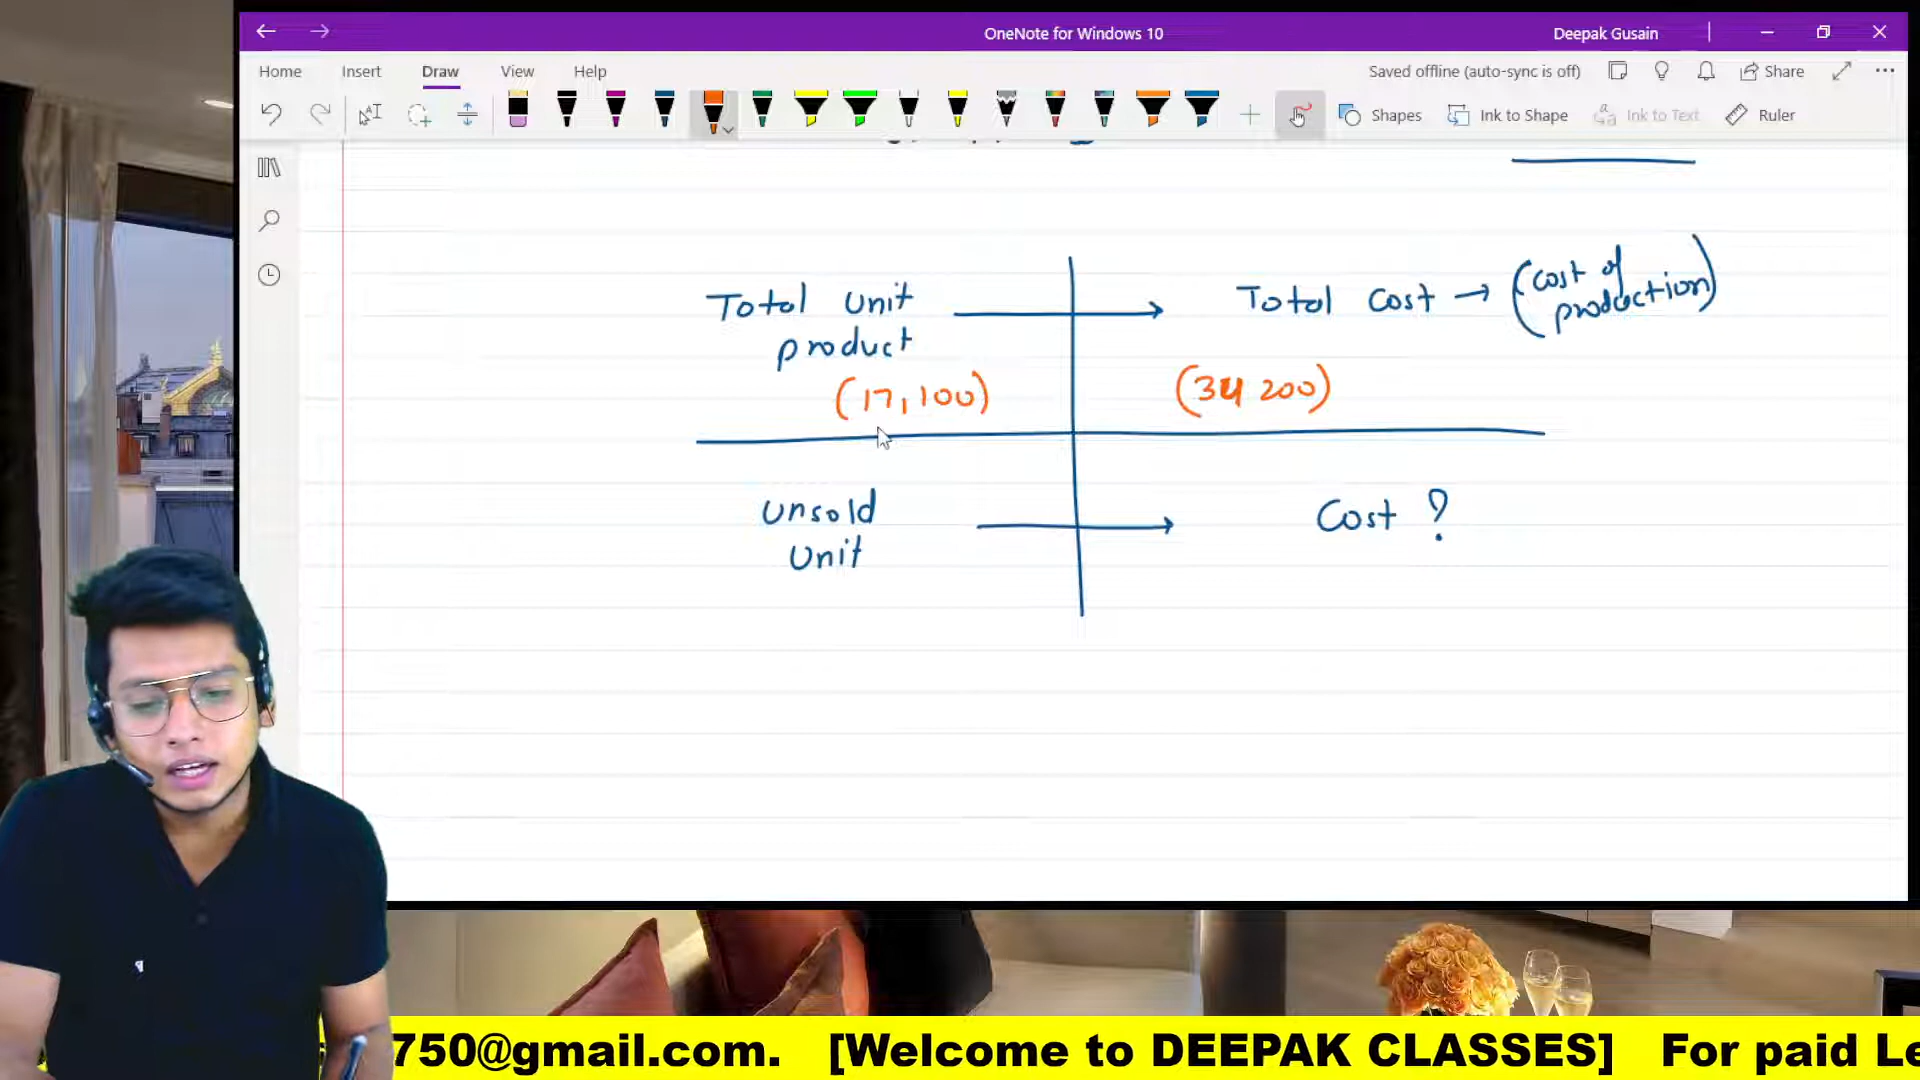 OneNote for Windows 10
Deepak Gusain
Home Insert Draw View Help
Saved offline (auto-sync is off)
Share
Shapes
Ink to Shape
Ink to Text
Ruler
Total unit product
(17,100)
Total cost → (cost of production)
(34 200)
unsold
unit
Cost ?
750@gmail.com. [Welcome to DEEPAK CLASSES] For paid Le